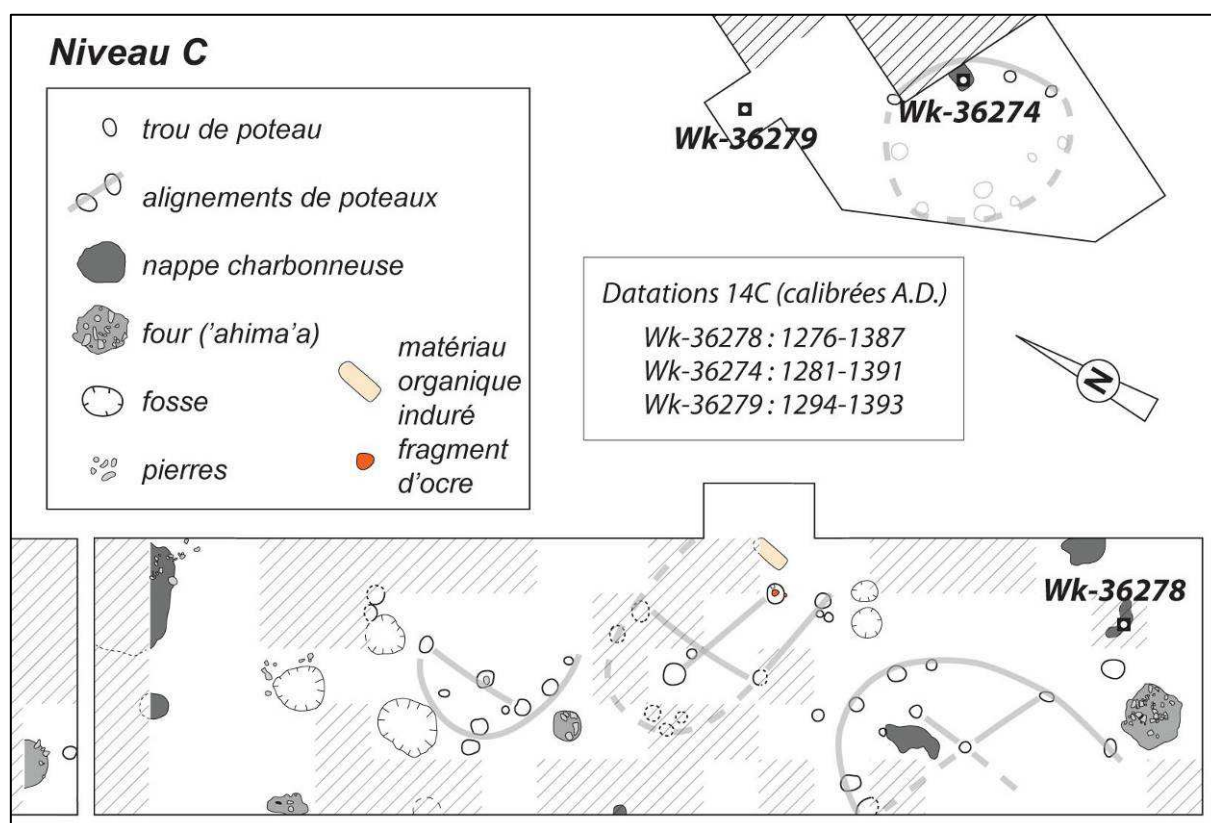 Niveau C
trou de poteau
alignements de poteaux
nappe charbonneuse
four ('ahima'a)
fosse
pierres
matériau
organique
induré
fragment
d'ocre
Wk-36279
Wk-36274
Datations 14C (calibrées A.D.)
Wk-36278 : 1276-1387
Wk-36274 : 1281-1391
Wk-36279 : 1294-1393
N
Wk-36278